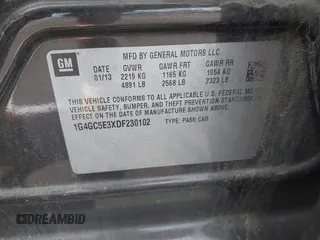 GM
MFD BY GENERAL MOTORS LLC
DATE GVWR GAWR FRT GAWR RR
01/13 2219 KG 1165 KG 1054 KG
4891 LB 2568 LB 2323 LB
THIS VEHICLE CONFORMS TO ALL APPLICABLE U.S. FEDERAL MOTOR
VEHICLE SAFETY, BUMPER, AND THEFT PREVENTION STANDARDS
IN EFFECT ON THE DATE OF MANUFACTURE SHOWN ABOVE.
1G4GC5E3XDF230102 TYPE: PASS CAR
DREAMBID